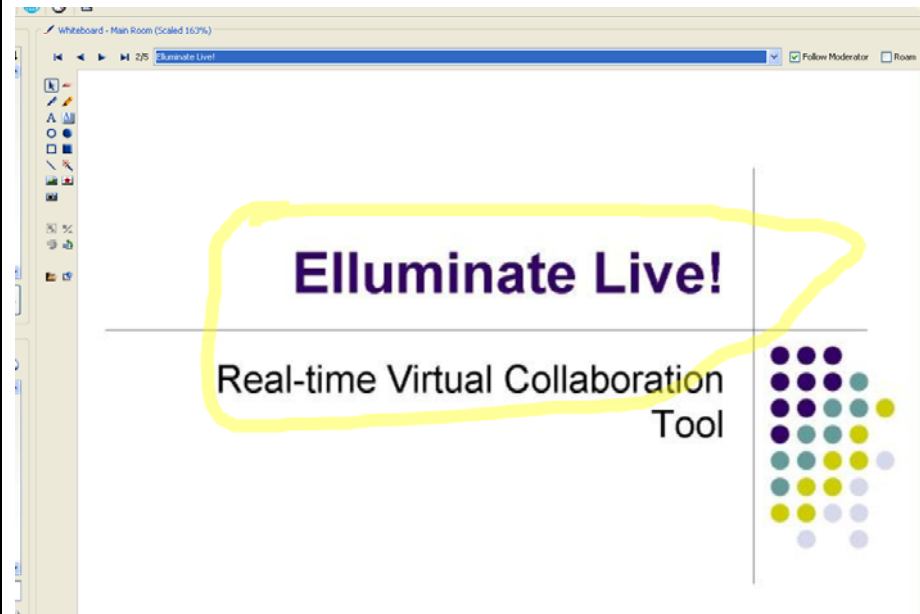 Whiteboard - Main Room (Scaled 163%)
2/5 Elluminate Live! Follow Moderator Roam
A A
Elluminate Live!
Real-time Virtual Collaboration
Tool